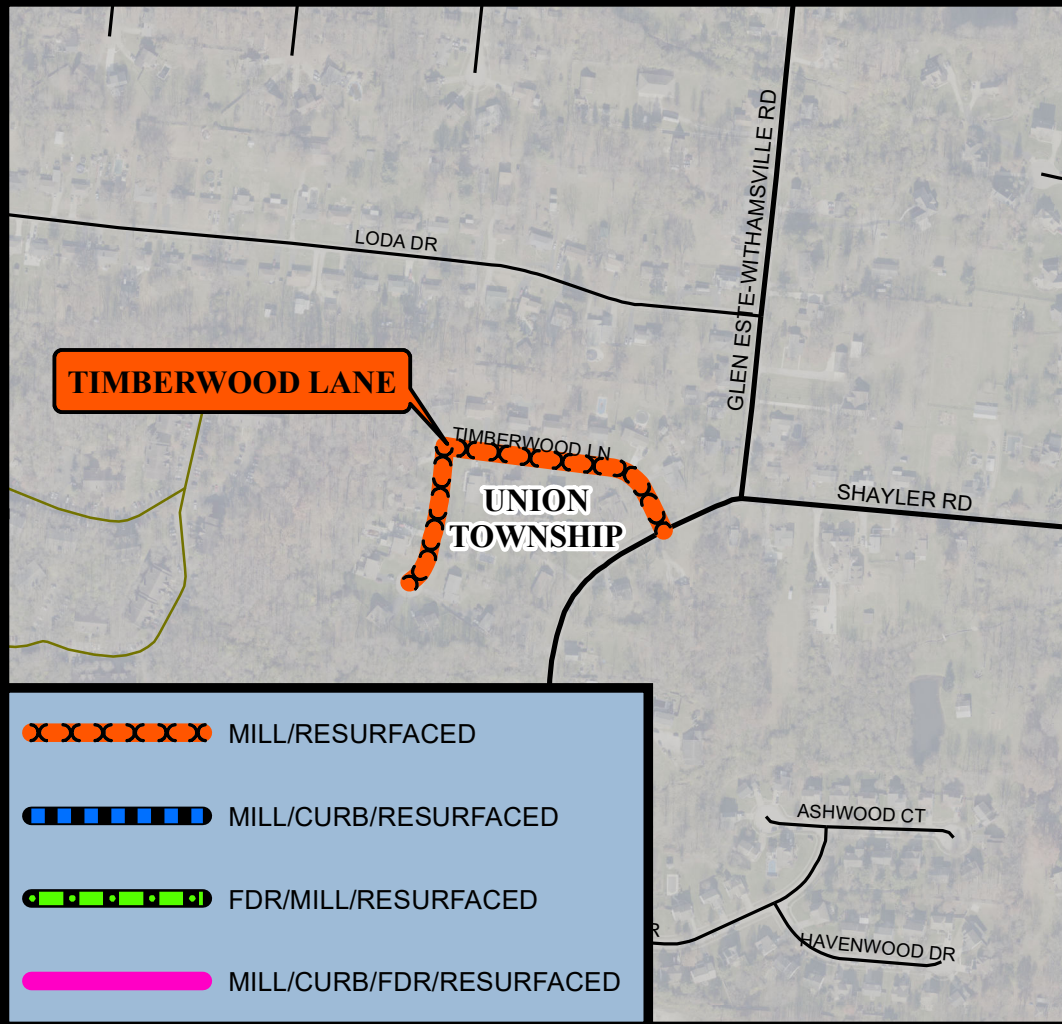 GLEN ESTE-WITHAMSVILLE RD
LODA DR
TIMBERWOOD LANE
TIMBERWOOD LN
UNION
TOWNSHIP
SHAYLER RD
MILL/RESURFACED
MILL/CURB/RESURFACED
FDR/MILL/RESURFACED
MILL/CURB/FDR/RESURFACED
ASHWOOD CT
R
HAVENWOOD DR